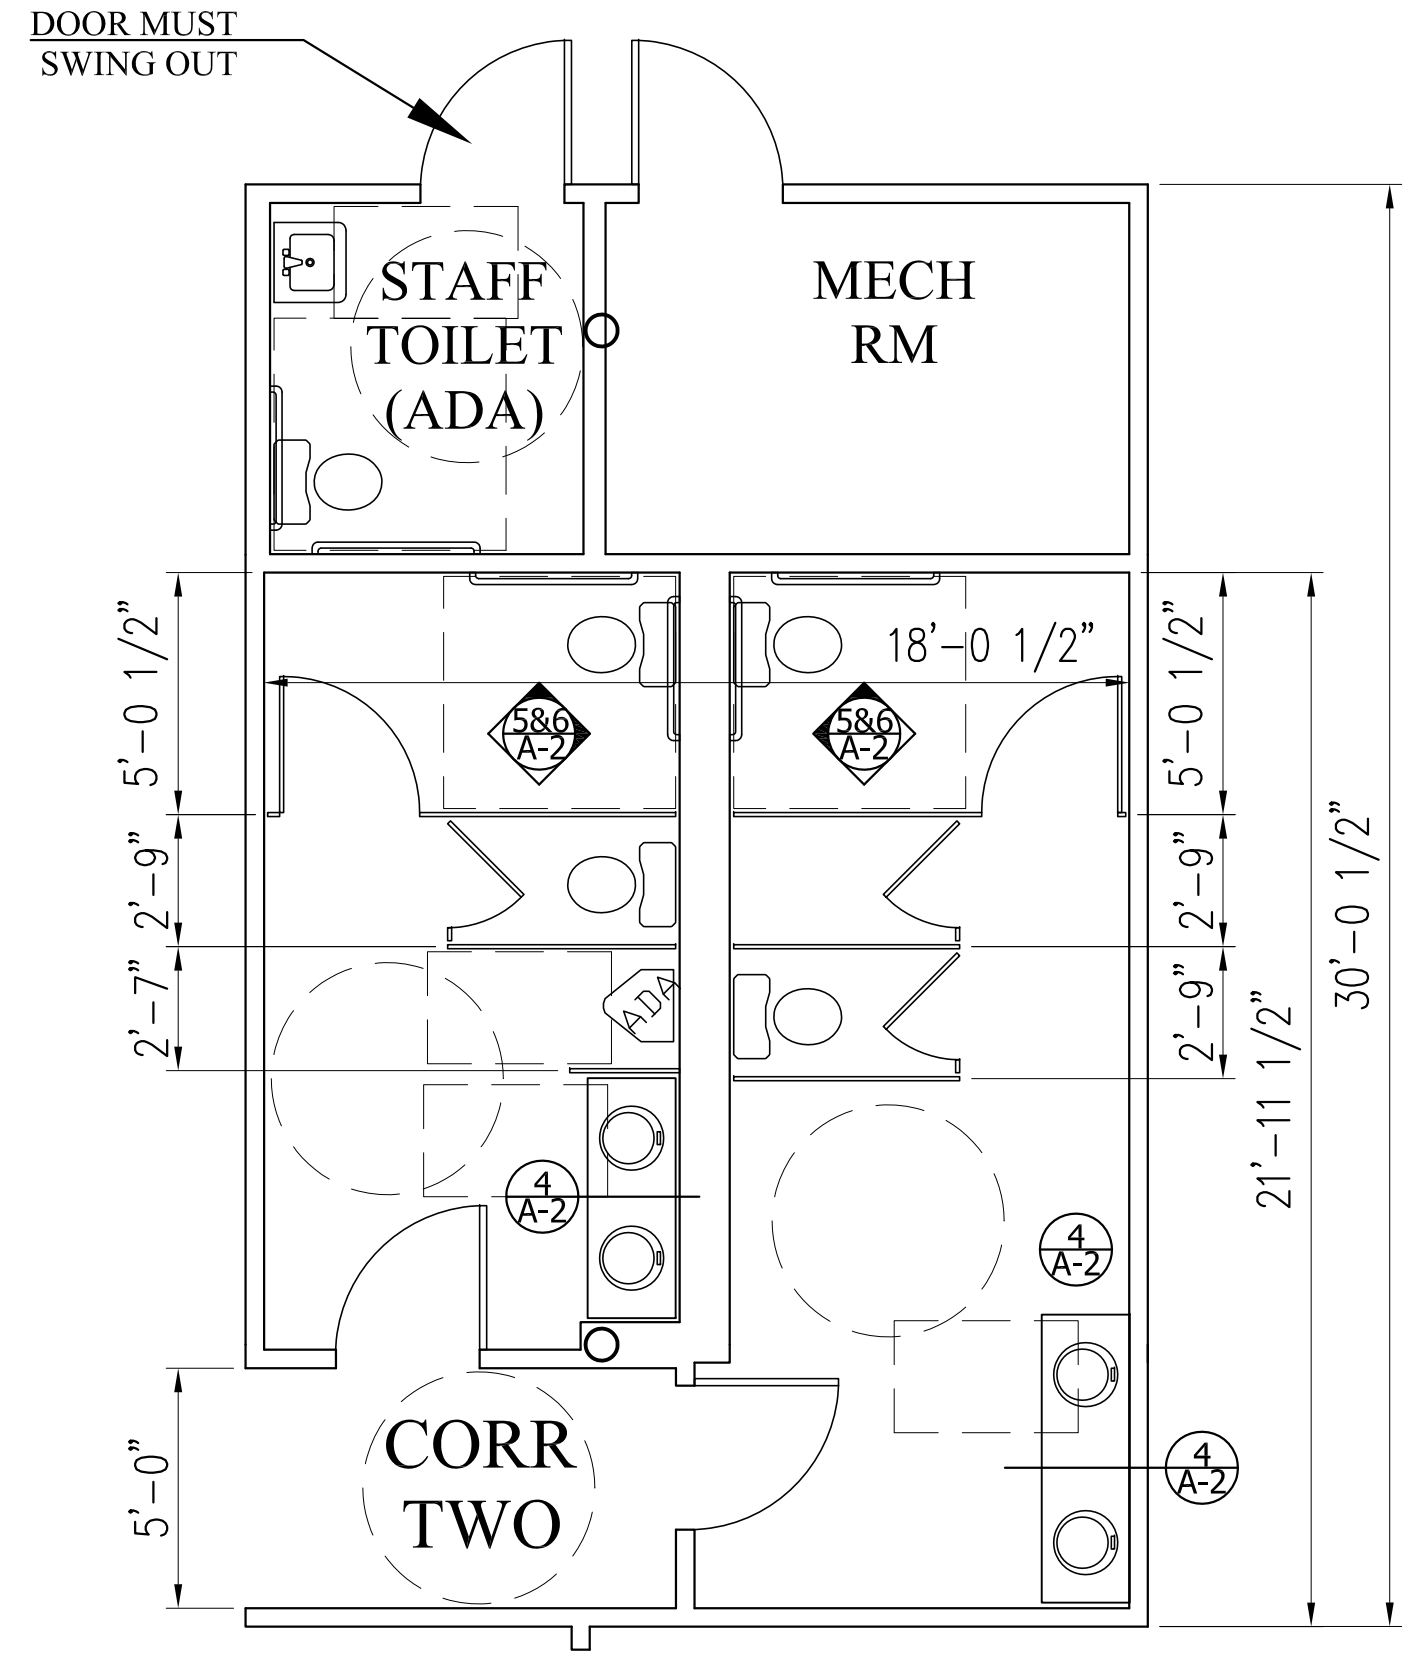 DOOR MUST
SWING OUT
STAFF
TOILET
(ADA)
MECH
RM
5'-0 1/2"
18'-0 1/2"
5'-0 1/2"
5&6
A-2
5&6
A-2
2'-9"
2'-9"
30'-0 1/2"
2'-7"
ADA
2'-9"
21'-11 1/2"
4
A-2
4
A-2
5'-0"
CORR
TWO
4
A-2